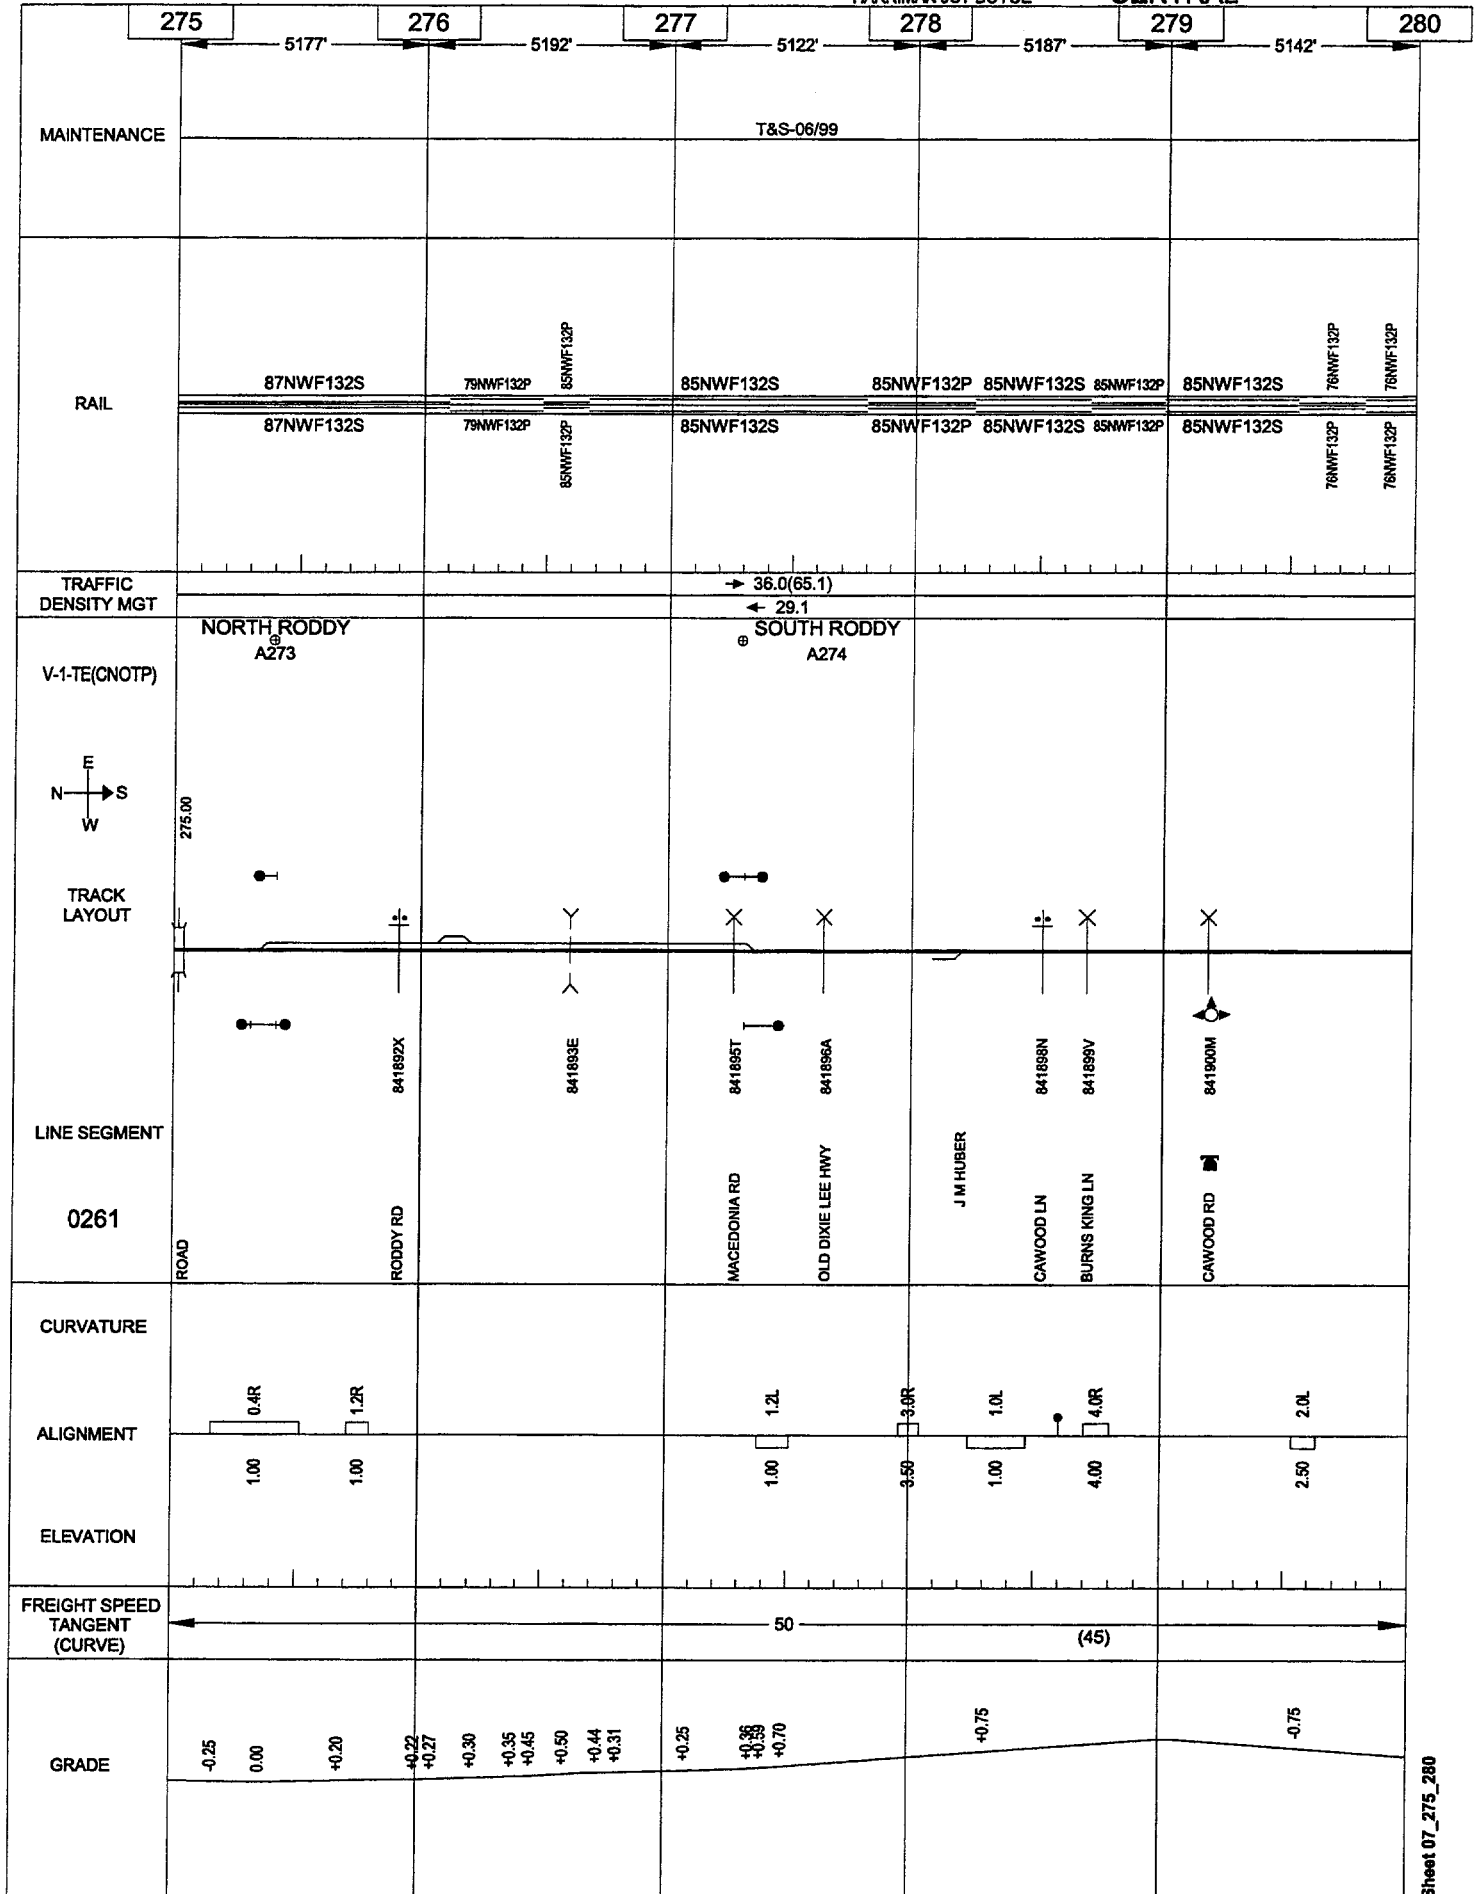 275 276 277 278 279 280
5177' 5192' 5122' 5187' 5142'
MAINTENANCE
T&S-06/99
RAIL
85NWF132P 76NWF132P 76NWF132P
87NWF132S 79NWF132P 85NWF132S 85NWF132P 85NWF132S 85NWF132P 85NWF132S
87NWF132S 79NWF132P 85NWF132S 85NWF132P 85NWF132S 85NWF132P 85NWF132S
85NWF132P 76NWF132P 76NWF132P
TRAFFIC
DENSITY MGT
→ 36.0(65.1)
← 29.1
NORTH RODDY SOUTH RODDY
A273 A274
V-1-TE(CNOTP)
E
N S
W
275.00
TRACK
LAYOUT
841892X 841893E 841895T 841896A 841898N 841899V 841900M
LINE SEGMENT
0261
ROAD RODDY RD MACEDONIA RD OLD DIXIE LEE HWY J M HUBER CAWOOD LN BURNS KING LN CAWOOD RD
CURVATURE
0.4R 1.2R 1.2L 3.0R 1.0L 4.0R 2.0L
ALIGNMENT
1.00 1.00 1.00 3.50 1.00 4.00 2.50
ELEVATION
FREIGHT SPEED
TANGENT
(CURVE)
50
(45)
GRADE
-0.25 0.00 +0.20 +0.22 +0.27 +0.30 +0.35 +0.45 +0.50 +0.44 +0.31 +0.25 +0.36 +0.59 +0.70 +0.75 -0.75
Sheet 07_275_280